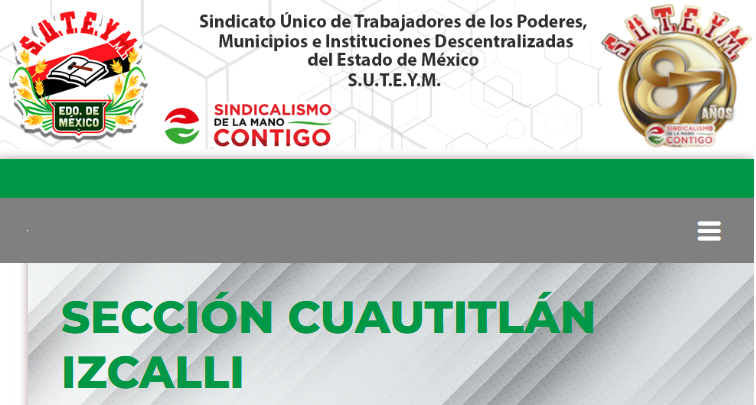 S.U.T.E.Y.M.
EDO. DE
MÉXICO
Sindicato Único de Trabajadores de los Poderes,
Municipios e Instituciones Descentralizadas
del Estado de México
S.U.T.E.Y.M.
SINDICALISMO
DE LA MANO
CONTIGO
S.U.T.E.Y.M.
87
AÑOS
SINDICALISMO
DE LA MANO
CONTIGO
SECCIÓN CUAUTITLÁN
IZCALLI